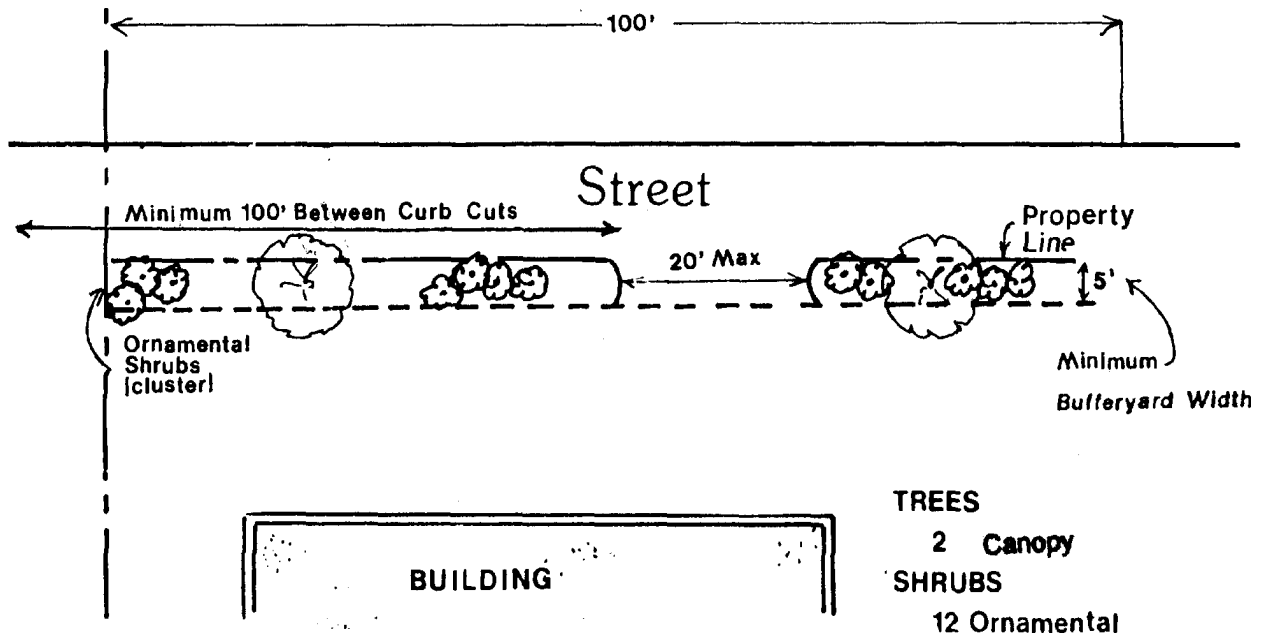 100'
Street
Minimum 100' Between Curb Cuts
Property
Line
20' Max
5'
Ornamental
Shrubs
[cluster]
Minimum
Bufferyard Width
TREES
2 Canopy
BUILDING
SHRUBS
12 Ornamental